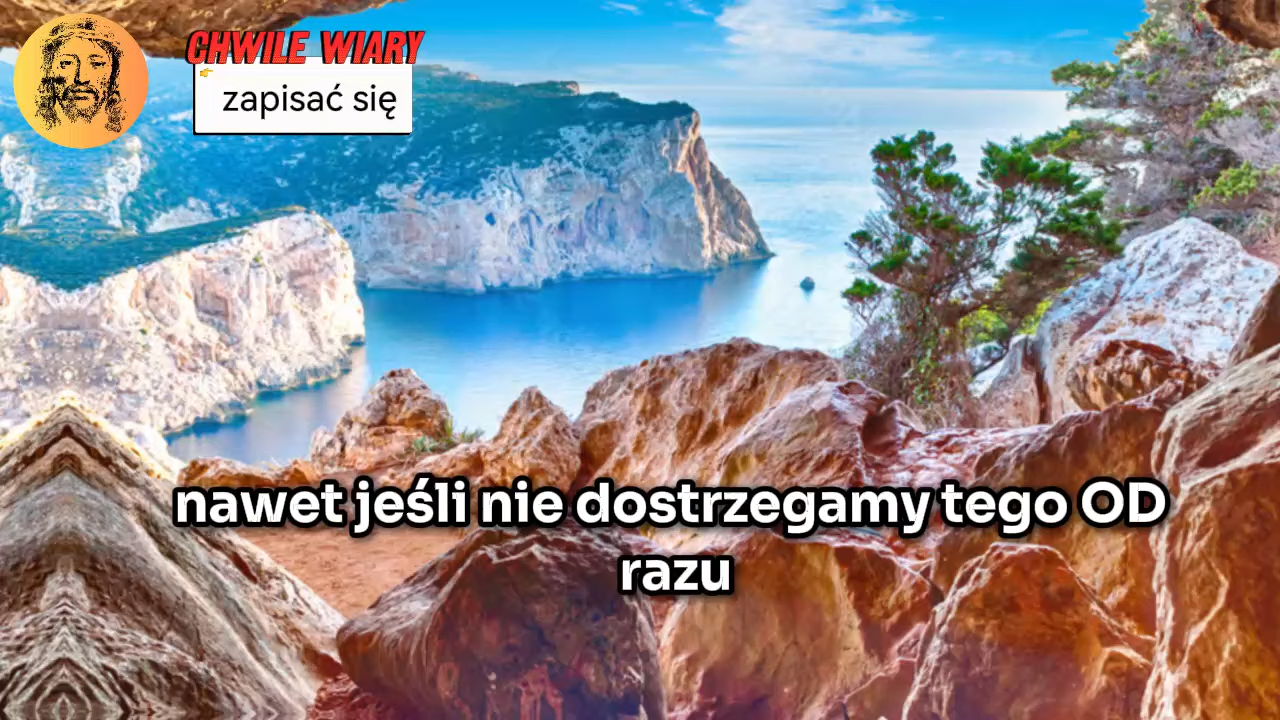 CHWILE WIARY
👉
zapisać się
nawet jeśli nie dostrzegamy tego OD
razu